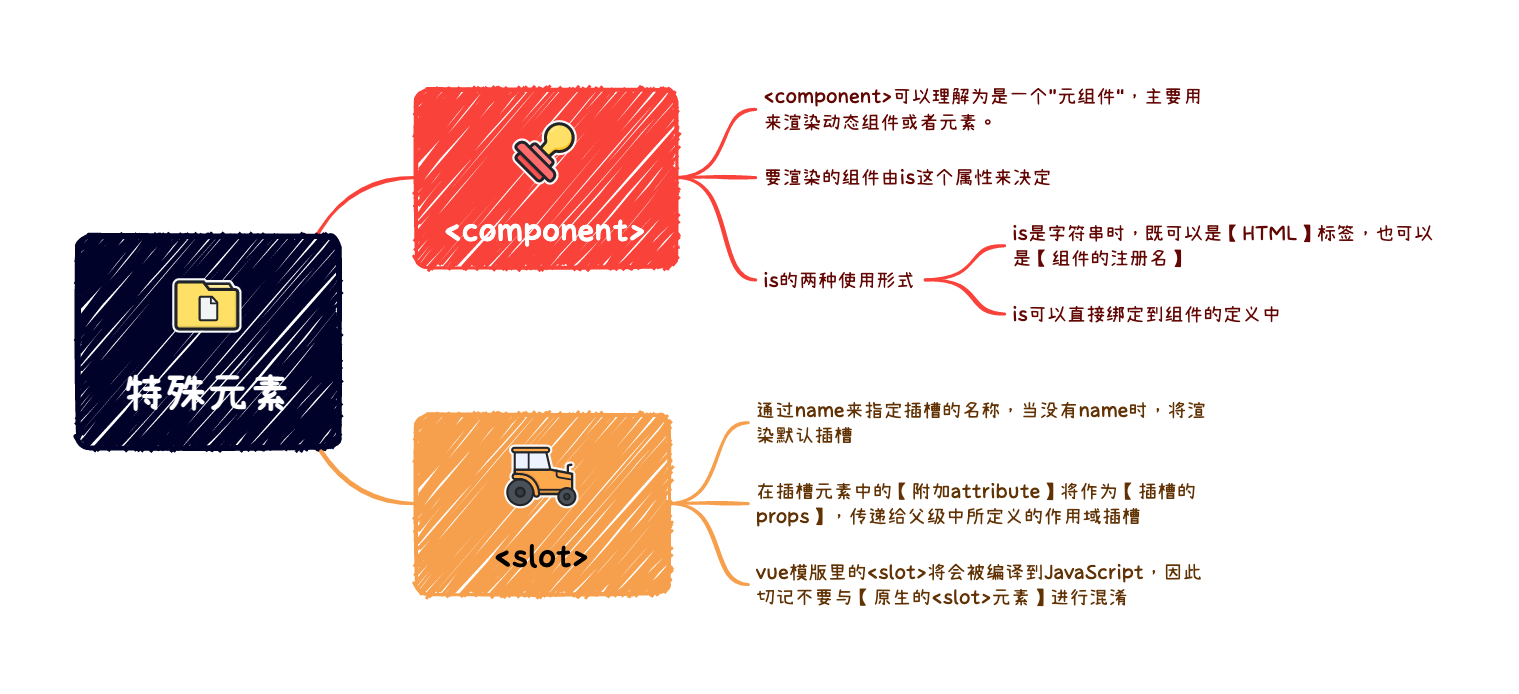 特殊元素
<component>
<component>可以理解为是一个"元组件"，主要用
来渲染动态组件或者元素。
要渲染的组件由is这个属性来决定
is的两种使用形式
is是字符串时，既可以是【HTML】标签，也可以
是【组件的注册名】
is可以直接绑定到组件的定义中
<slot>
通过name来指定插槽的名称，当没有name时，将渲
染默认插槽
在插槽元素中的【附加attribute】将作为【插槽的
props】，传递给父级中所定义的作用域插槽
vue模版里的<slot>将会被编译到JavaScript，因此
切记不要与【原生的<slot>元素】进行混淆